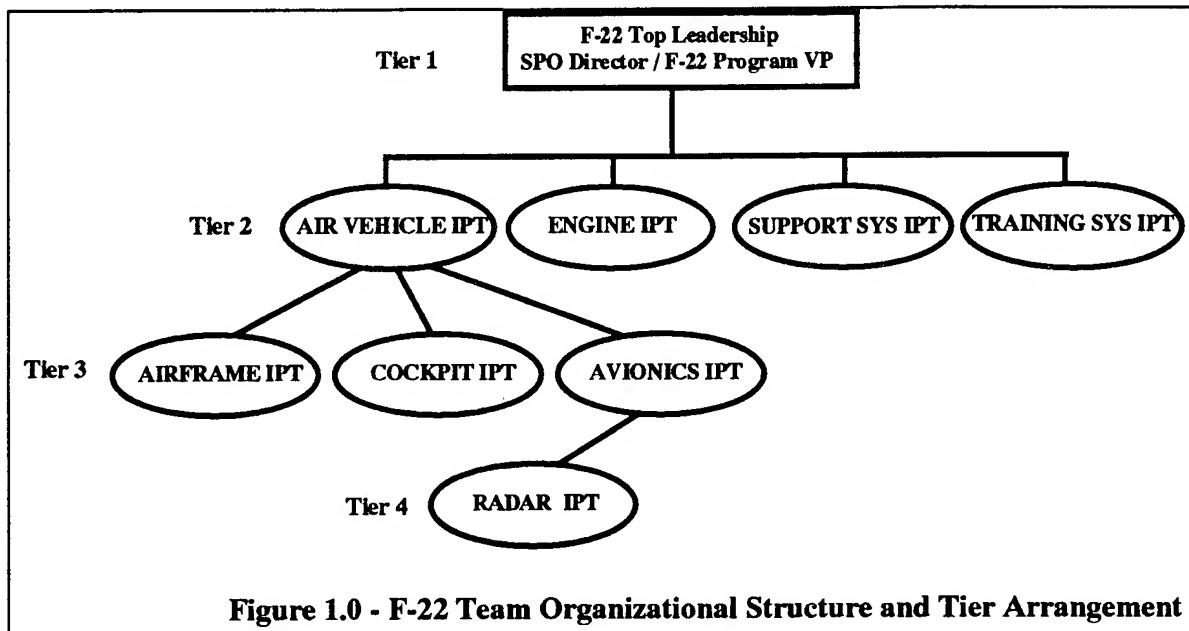 F-22 Top Leadership
Tier 1
SPO Director / F-22 Program VP
Tier 2
AIR VEHICLE IPT
ENGINE IPT
SUPPORT SYS IPT
TRAINING SYS IPT
Tier 3
AIRFRAME IPT
COCKPIT IPT
AVIONICS IPT
Tier 4
RADAR IPT
Figure 1.0 - F-22 Team Organizational Structure and Tier Arrangement